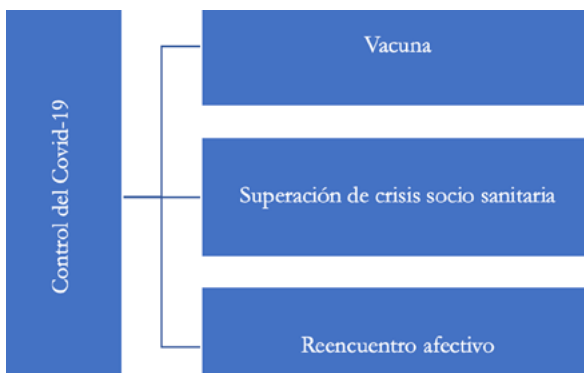 Control del Covid-19
Vacuna
Superación de crisis socio sanitaria
Reencuentro afectivo